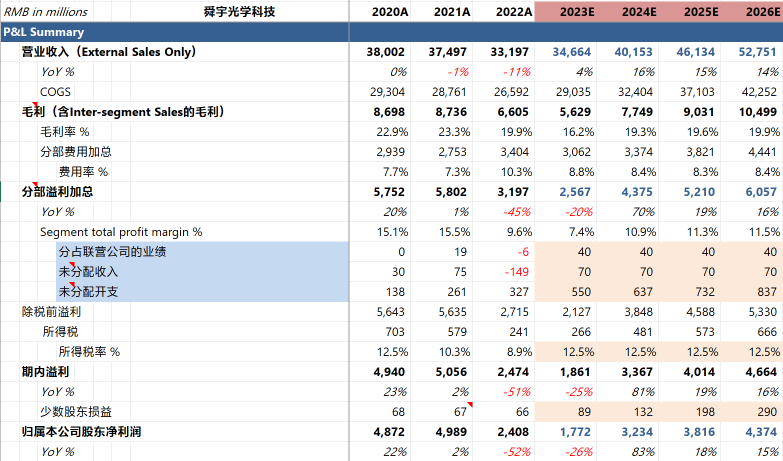 RMB in millions 舜宇光学科技 2020A 2021A 2022A 2023E 2024E 2025E 2026E
P&L Summary
营业收入（External Sales Only） 38,002 37,497 33,197 34,664 40,153 46,134 52,751
YoY % 0% -1% -11% 4% 16% 15% 14%
COGS 29,304 28,761 26,592 29,035 32,404 37,103 42,252
毛利（含Inter-segment Sales的毛利） 8,698 8,736 6,605 5,629 7,749 9,031 10,499
毛利率 % 22.9% 23.3% 19.9% 16.2% 19.3% 19.6% 19.9%
分部费用加总 2,939 2,753 3,404 3,062 3,374 3,821 4,441
费用率 % 7.7% 7.3% 10.3% 8.8% 8.4% 8.3% 8.4%
分部溢利加总 5,752 5,802 3,197 2,567 4,375 5,210 6,057
YoY % 20% 1% -45% -20% 70% 19% 16%
Segment total profit margin % 15.1% 15.5% 9.6% 7.4% 10.9% 11.3% 11.5%
分占联营公司的业绩 0 19 -6 40 40 40 40
未分配收入 30 75 -149 70 70 70 70
未分配开支 138 261 327 550 637 732 837
除税前溢利 5,643 5,635 2,715 2,127 3,848 4,588 5,330
所得税 703 579 241 266 481 573 666
所得税率 % 12.5% 10.3% 8.9% 12.5% 12.5% 12.5% 12.5%
期内溢利 4,940 5,056 2,474 1,861 3,367 4,014 4,664
YoY % 23% 2% -51% -25% 81% 19% 16%
少数股东损益 68 67 66 89 132 198 290
归属本公司股东净利润 4,872 4,989 2,408 1,772 3,234 3,816 4,374
YoY % 22% 2% -52% -26% 83% 18% 15%